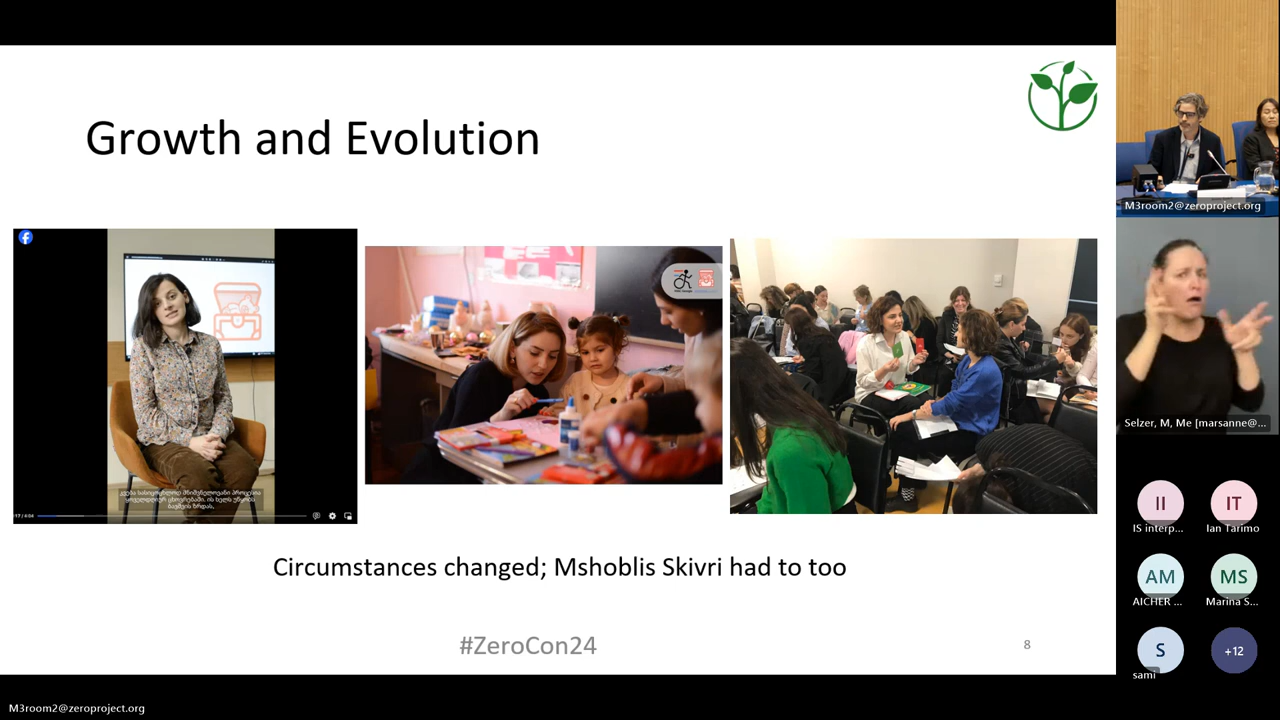 Growth and Evolution
Circumstances changed; Mshoblis Skivri had to too
#ZeroCon24
8
M3room2@zeroproject.org
Selzer, M, Me [marsanne@...
II
IS interp...
IT
Ian Tarimo
AM
AICHER ...
MS
Marina S...
S
sami
+12
M3room2@zeroproject.org